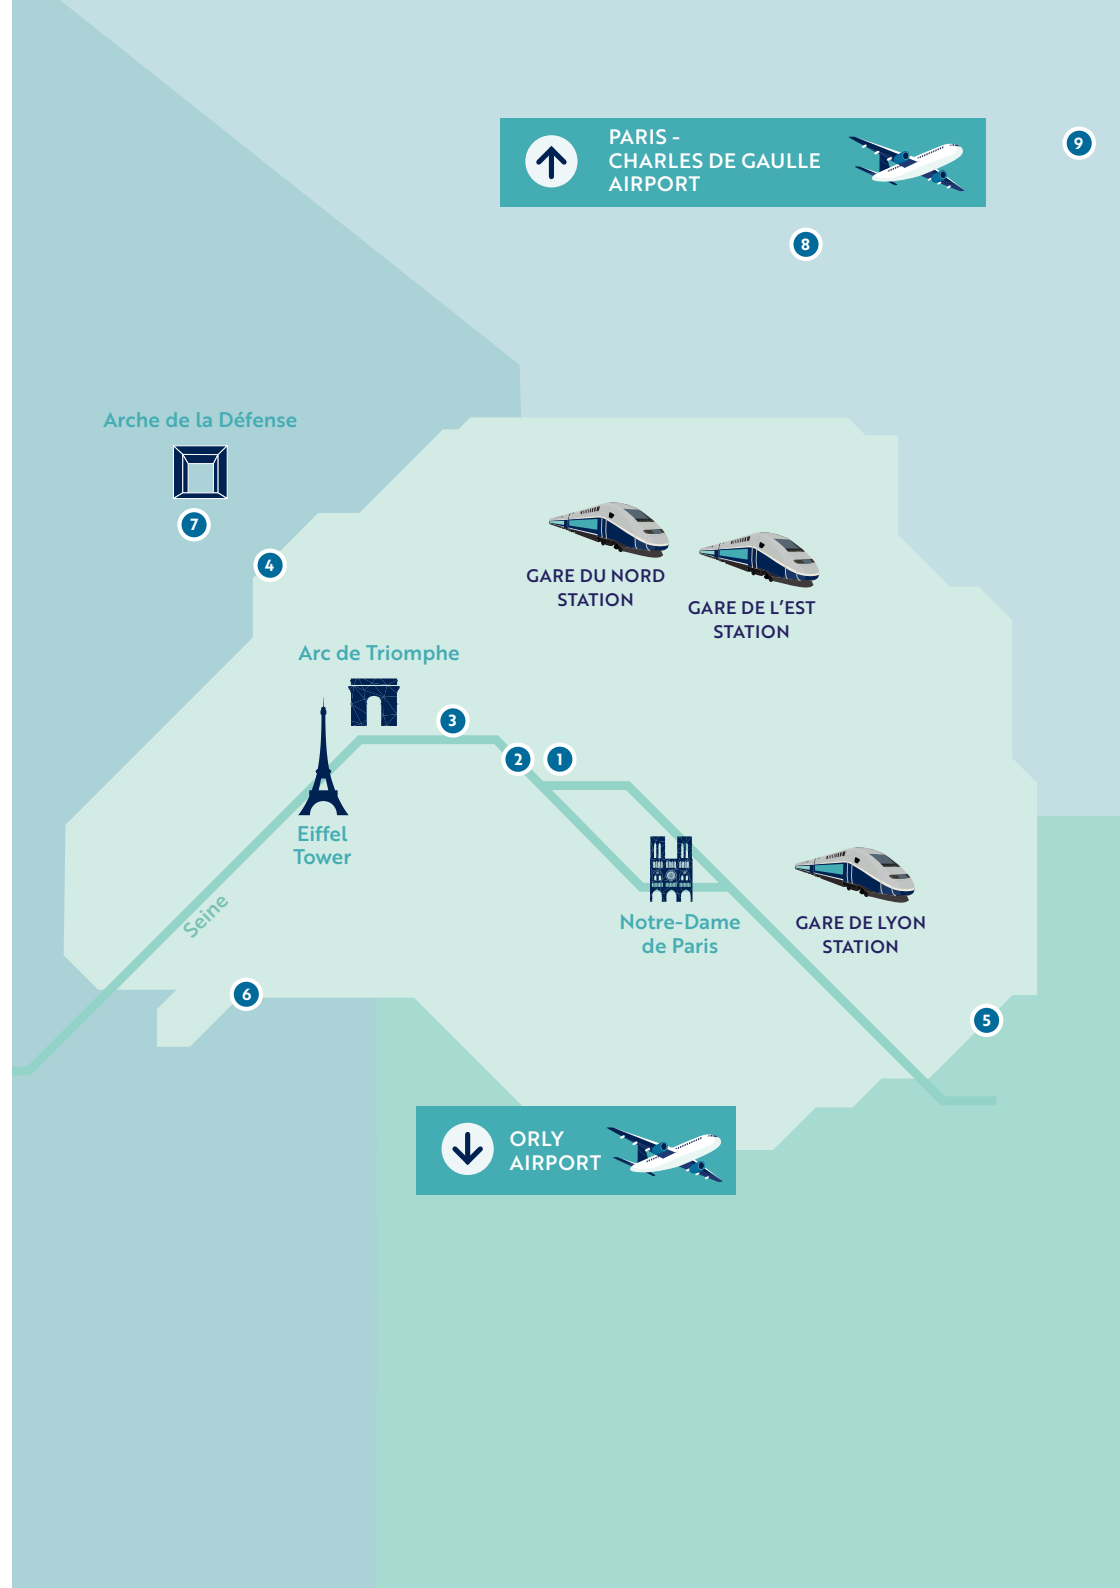 PARIS -
CHARLES DE GAULLE
AIRPORT
9
8
Arche de la Défense
7
4
GARE DU NORD
STATION
GARE DE L’EST
STATION
Arc de Triomphe
3
2
1
Eiffel
Tower
Seine
Notre-Dame
de Paris
GARE DE LYON
STATION
6
5
ORLY
AIRPORT